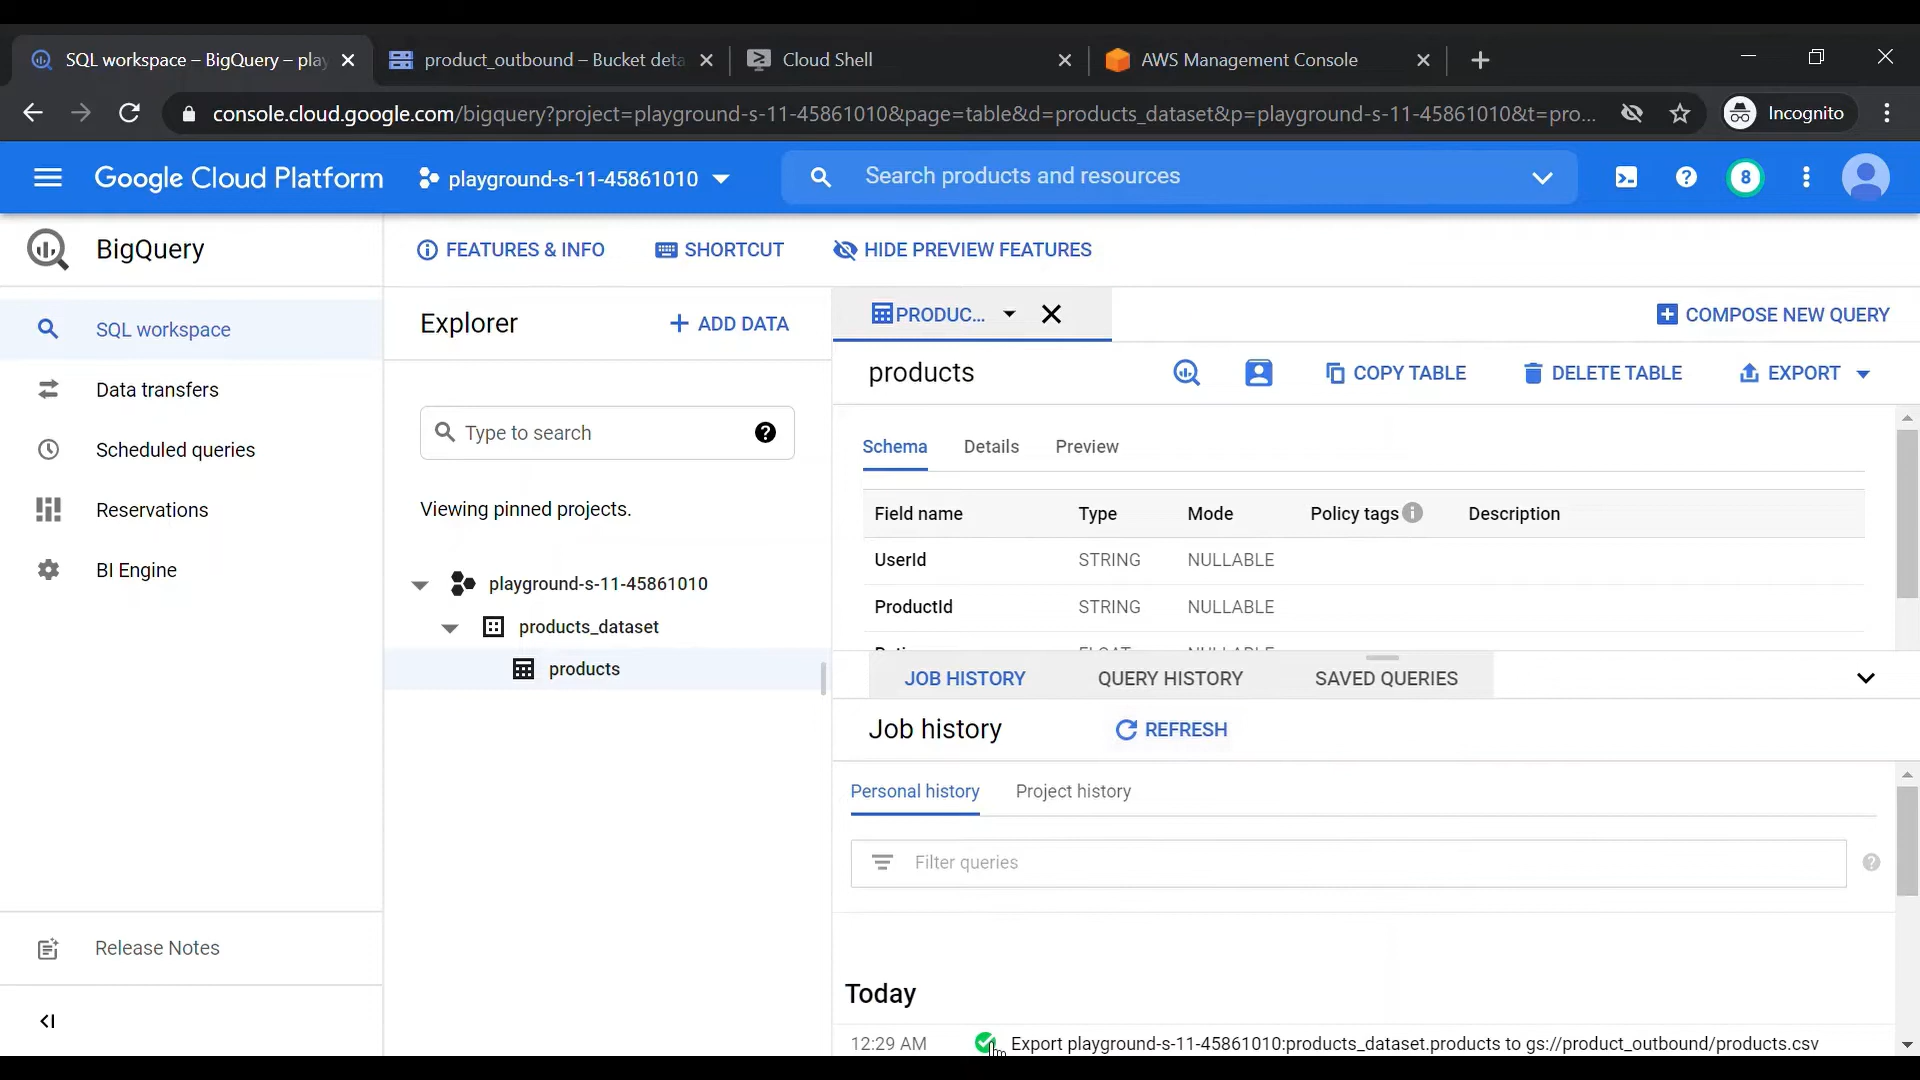 SQL workspace – BigQuery – play
product_outbound – Bucket deta
Cloud Shell
AWS Management Console
console.cloud.google.com/bigquery?project=playground-s-11-45861010&page=table&d=products_dataset&p=playground-s-11-45861010&t=pro...
Incognito
Google Cloud Platform
playground-s-11-45861010
Search products and resources
8
BigQuery
FEATURES & INFO
SHORTCUT
HIDE PREVIEW FEATURES
SQL workspace
Data transfers
Scheduled queries
Reservations
BI Engine
Release Notes
Explorer
+ ADD DATA
Type to search
Viewing pinned projects.
playground-s-11-45861010
products_dataset
products
PRODUC...
COMPOSE NEW QUERY
products
COPY TABLE
DELETE TABLE
EXPORT
Schema Details Preview
Field name Type Mode Policy tags Description
UserId STRING NULLABLE
ProductId STRING NULLABLE
JOB HISTORY QUERY HISTORY SAVED QUERIES
Job history
REFRESH
Personal history Project history
Filter queries
Today
12:29 AM Export playground-s-11-45861010:products_dataset.products to gs://product_outbound/products.csv